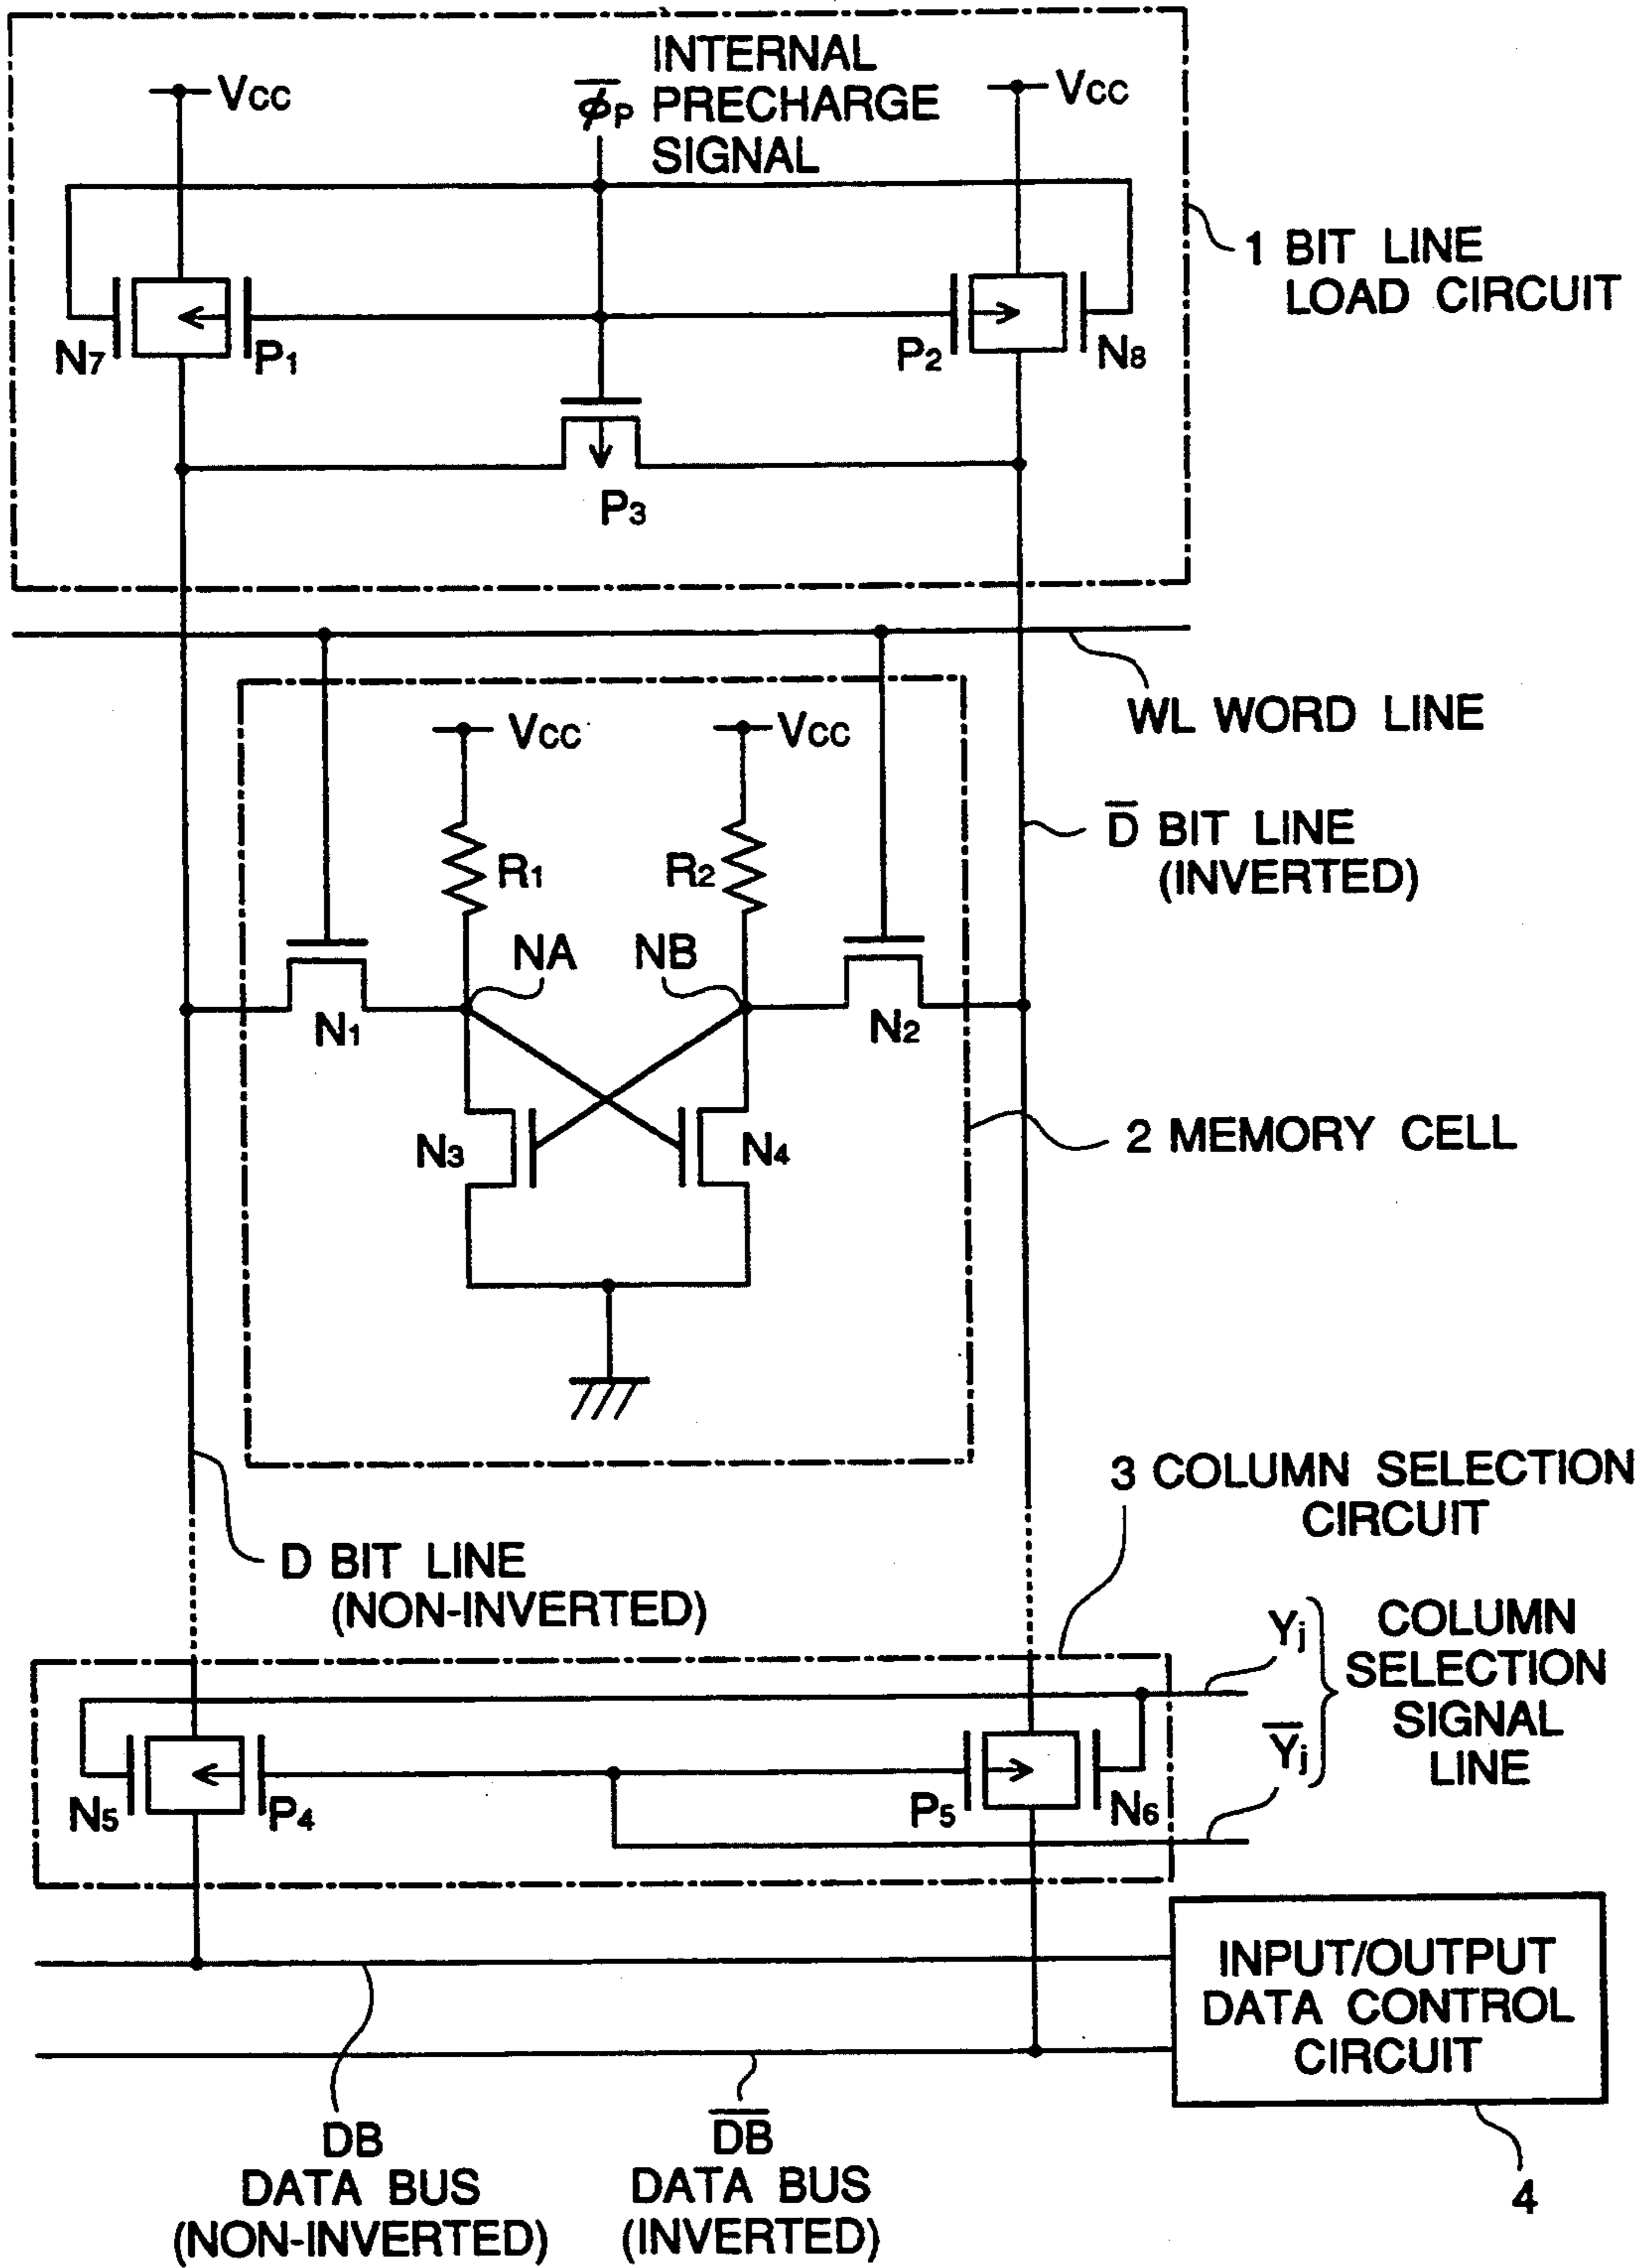 INTERNAL
PRECHARGE
SIGNAL
Vcc
φ̅P
Vcc
1 BIT LINE
LOAD CIRCUIT
N7
P1
P2
N8
P3
WL WORD LINE
Vcc
Vcc
D̅ BIT LINE
(INVERTED)
R1
R2
NA
NB
N1
N2
N3
N4
2 MEMORY CELL
3 COLUMN SELECTION
CIRCUIT
D BIT LINE
(NON-INVERTED)
Yj
Y̅j
COLUMN
SELECTION
SIGNAL
LINE
N5
P4
P5
N6
INPUT/OUTPUT
DATA CONTROL
CIRCUIT
DB
DATA BUS
(NON-INVERTED)
D̅B̅
DATA BUS
(INVERTED)
4